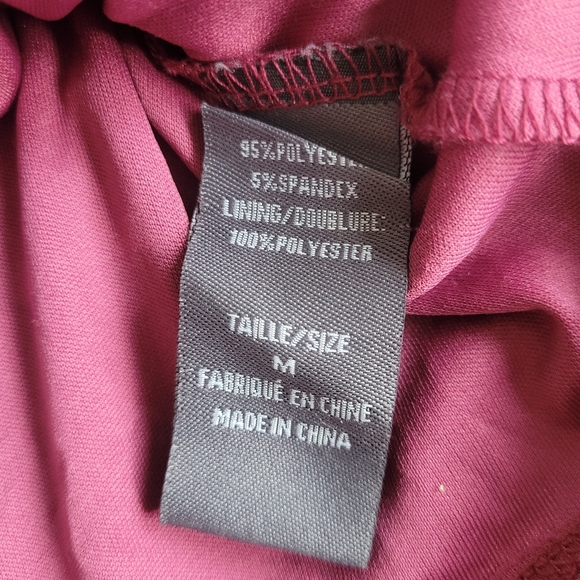 95%POLYESTER
5%SPANDEX
LINING/DOUBLURE:
100%POLYESTER
TAILLE/SIZE
M
FABRIQUÉ EN CHINE
MADE IN CHINA